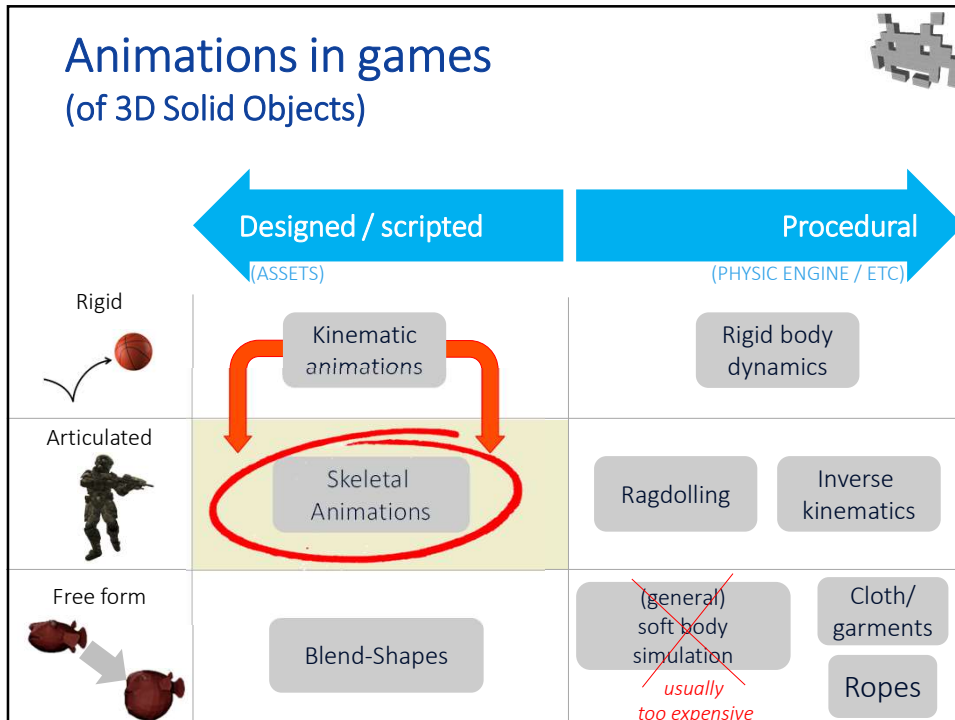 Animations in games
(of 3D Solid Objects)
Designed / scripted
Procedural
(ASSETS)
(PHYSIC ENGINE / ETC)
Rigid
Kinematic
animations
Rigid body
dynamics
Articulated
Skeletal
Animations
Ragdolling
Inverse
kinematics
Free form
Blend-Shapes
(general)
soft body
simulation
usually
too expensive
Cloth/
garments
Ropes